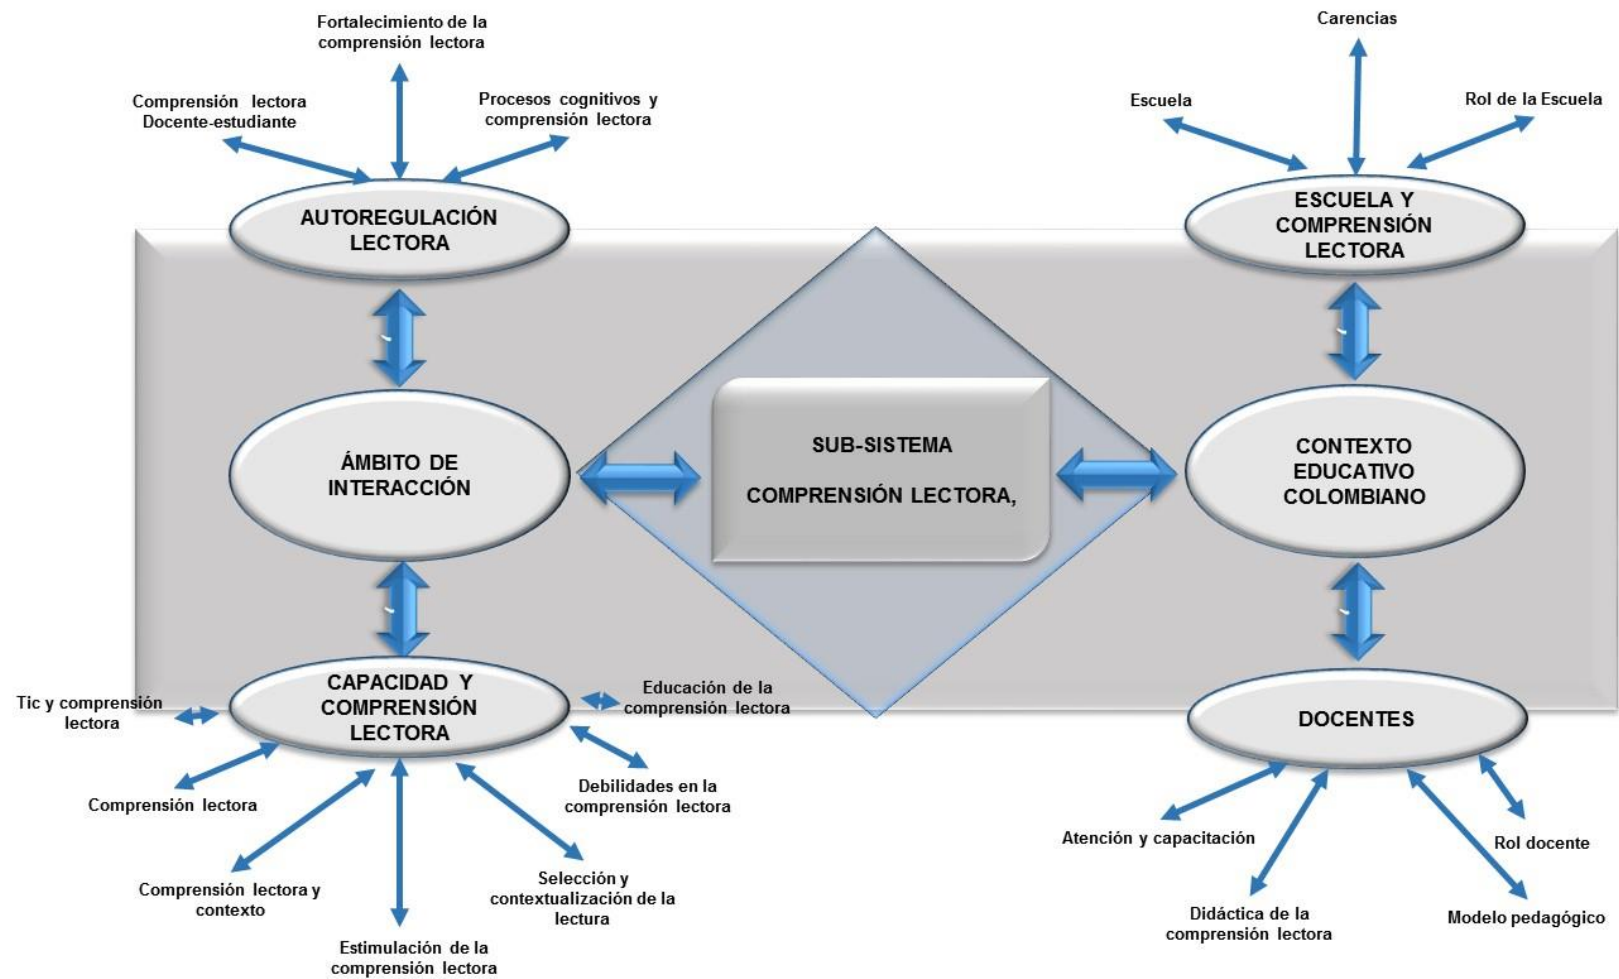 Fortalecimiento de la
comprensión lectora
Comprensión lectora
Docente-estudiante
Procesos cognitivos y
comprensión lectora
AUTOREGULACIÓN
LECTORA
Carencias
Escuela
Rol de la Escuela
ESCUELA Y
COMPRENSIÓN
LECTORA
ÁMBITO DE
INTERACCIÓN
SUB-SISTEMA
COMPRENSIÓN LECTORA,
CONTEXTO
EDUCATIVO
COLOMBIANO
CAPACIDAD Y
COMPRENSIÓN
LECTORA
Tic y comprensión
lectora
Educación de la
comprensión lectora
Comprensión lectora
Debilidades en la
comprensión lectora
Comprensión lectora y
contexto
Selección y
contextualización de la
lectura
Estimulación de la
comprensión lectora
DOCENTES
Atención y capacitación
Rol docente
Didáctica de la
comprensión lectora
Modelo pedagógico